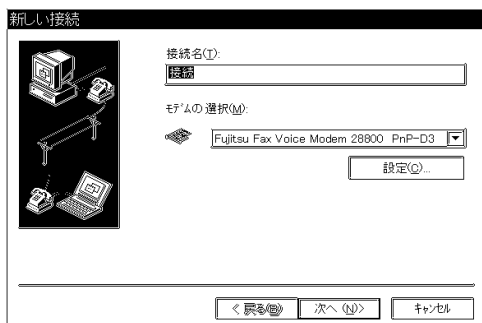 新しい接続
接続名(T):
接続
モデムの選択(M):
Fujitsu Fax Voice Modem 28800 PnP-D3
設定(C)...
< 戻る(B)
次へ (N)>
キャンセル